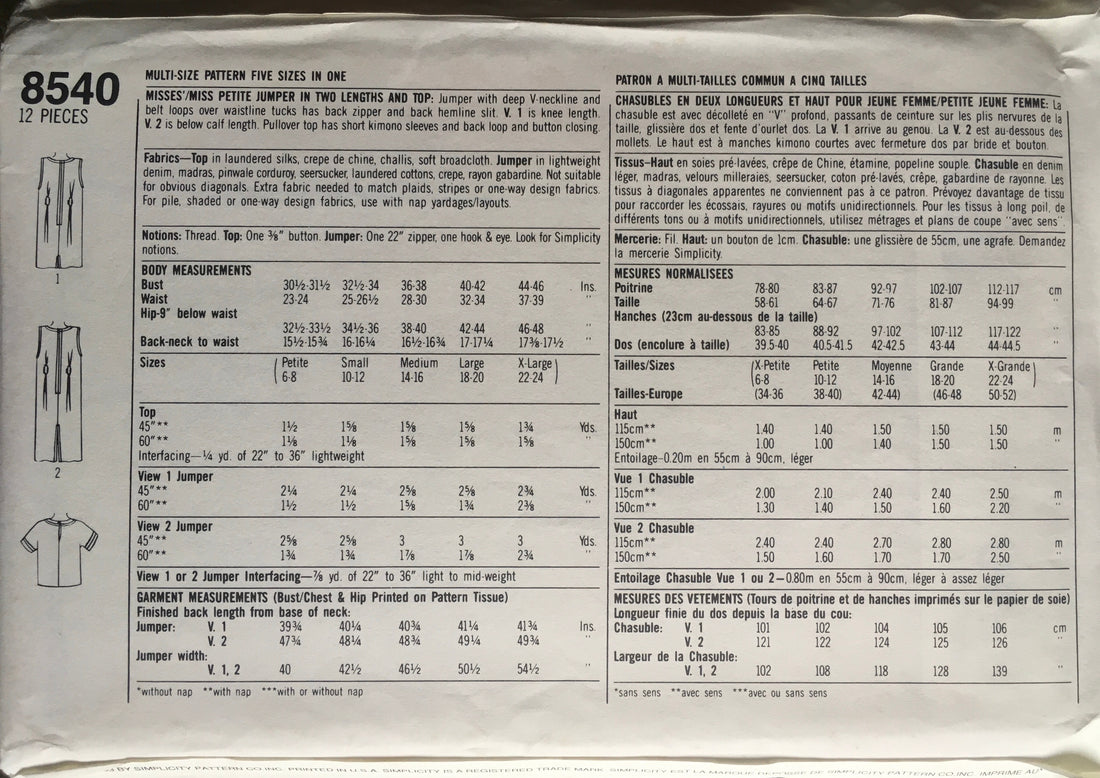 8540
12 PIECES
1
2
MULTI-SIZE PATTERN FIVE SIZES IN ONE
MISSES'/MISS PETITE JUMPER IN TWO LENGTHS AND TOP: Jumper with deep V-neckline and
belt loops over waistline tucks has back zipper and back hemline slit. V. 1 is knee length.
V. 2 is below calf length. Pullover top has short kimono sleeves and back loop and button closing.
Fabrics—Top in laundered silks, crepe de chine, challis, soft broadcloth. Jumper in lightweight
denim, madras, pinwale corduroy, seersucker, laundered cottons, crepe, rayon gabardine. Not suitable
for obvious diagonals. Extra fabric needed to match plaids, stripes or one-way design fabrics.
For pile, shaded or one-way design fabrics, use with nap yardages/layouts.
Notions: Thread. Top: One ⅜" button. Jumper: One 22" zipper, one hook & eye. Look for Simplicity
notions.
BODY MEASUREMENTS
Bust 30½-31½ 32½-34 36-38 40-42 44-46 Ins.
Waist 23-24 25-26½ 28-30 32-34 37-39 "
Hip-9" below waist
32½-33½ 34½-36 38-40 42-44 46-48 "
Back-neck to waist 15½-15¾ 16-16¼ 16½-16¾ 17-17¼ 17⅜-17½ "
Sizes (Petite Small Medium Large X-Large)
6-8 10-12 14-16 18-20 22-24
Top
45"** 1½ 1⅝ 1⅝ 1⅝ 1¾ Yds.
60"** 1⅛ 1⅛ 1⅝ 1⅝ 1⅝ "
Interfacing—¼ yd. of 22" to 36" lightweight
View 1 Jumper
45"** 2¼ 2¼ 2⅝ 2⅝ 2¾ Yds.
60"** 1½ 1½ 1⅝ 1¾ 2⅜ "
View 2 Jumper
45"** 2⅝ 2⅝ 3 3 3 Yds.
60"** 1¾ 1¾ 1⅞ 1⅞ 2¾ "
View 1 or 2 Jumper Interfacing—⅞ yd. of 22" to 36" light to mid-weight
GARMENT MEASUREMENTS (Bust/Chest & Hip Printed on Pattern Tissue)
Finished back length from base of neck:
Jumper: V. 1 39¾ 40¼ 40¾ 41¼ 41¾ Ins.
V. 2 47¾ 48¼ 48¾ 49¼ 49¾ "
Jumper width:
V. 1, 2 40 42½ 46½ 50½ 54½ "
*without nap **with nap ***with or without nap
PATRON A MULTI-TAILLES COMMUN A CINQ TAILLES
CHASUBLES EN DEUX LONGUEURS ET HAUT POUR JEUNE FEMME/PETITE JEUNE FEMME: La
chasuble est avec décolleté en "V" profond, passants de ceinture sur les plis nervures de la
taille, glissière dos et fente d'ourlet dos. La V. 1 arrive au genou. La V. 2 est au-dessous des
mollets. Le haut est à manches kimono courtes avec fermeture dos par bride et bouton.
Tissus—Haut en soies pré-lavées, crêpe de Chine, étamine, popeline souple. Chasuble en denim
léger, madras, velours milleraies, seersucker, coton pré-lavés, crêpe, gabardine de rayonne. Les
tissus à diagonales apparentes ne conviennent pas à ce patron. Prévoyez davantage de tissu
pour raccorder les écossais, rayures ou motifs unidirectionnels. Pour les tissus à long poil, de
différents tons ou à motifs unidirectionnels, utilisez métrages et plans de coupe "avec sens".
Mercerie: Fil. Haut: un bouton de 1cm. Chasuble: une glissière de 55cm, une agrafe. Demandez
la mercerie Simplicity.
MESURES NORMALISEES
Poitrine 78-80 83-87 92-97 102-107 112-117 cm
Taille 58-61 64-67 71-76 81-87 94-99 "
Hanches (23cm au-dessous de la taille)
83-85 88-92 97-102 107-112 117-122 "
Dos (encolure à taille) 39.5-40 40.5-41.5 42-42.5 43-44 44-44.5 "
Tailles/Sizes (X-Petite Petite Moyenne Grande X-Grande)
6-8 10-12 14-16 18-20 22-24
Tailles-Europe (34-36 38-40) 42-44) (46-48 50-52)
Haut
115cm** 1.40 1.40 1.50 1.50 1.50 m
150cm** 1.00 1.00 1.40 1.50 1.50 "
Entoilage-0.20m en 55cm à 90cm, léger
Vue 1 Chasuble
115cm** 2.00 2.10 2.40 2.40 2.50 m
150cm** 1.30 1.40 1.50 1.60 2.20 "
Vue 2 Chasuble
115cm** 2.40 2.40 2.70 2.80 2.80 m
150cm** 1.50 1.60 1.70 1.70 2.50 "
Entoilage Chasuble Vue 1 ou 2—0.80m en 55cm à 90cm, léger à assez léger
MESURES DES VETEMENTS (Tours de poitrine et de hanches imprimés sur le papier de soie)
Longueur finie du dos depuis la base du cou:
Chasuble: V. 1 101 102 104 105 106 cm
V. 2 121 122 124 125 126 "
Largeur de la Chasuble:
V. 1, 2 102 108 118 128 139 "
*sans sens **avec sens ***avec ou sans sens
BY SIMPLICITY PATTERN CO. INC. PRINTED IN U.S.A. SIMPLICITY IS A REGISTERED TRADE MARK SIMPLICITY EST LA MARQUE DEPOSEE DE SIMPLICITY PATTERN CO. INC. IMPRIME AU